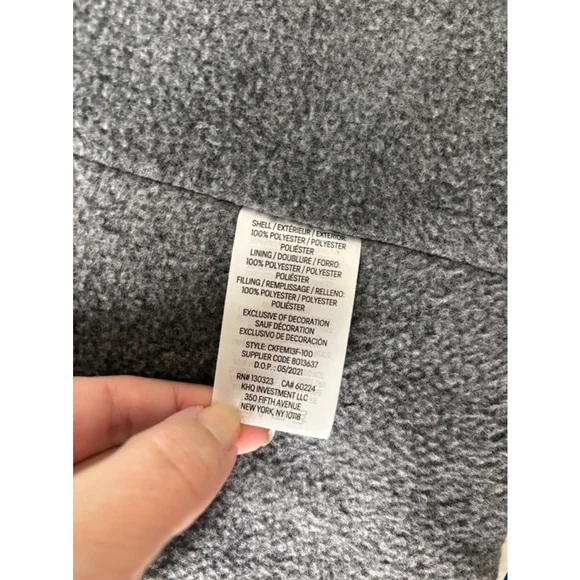 SHELL / EXTÉRIEUR / EXTERIOR:
100% POLYESTER / POLYESTER
POLIÉSTER
LINING / DOUBLURE / FORRO:
100% POLYESTER / POLYESTER
POLIÉSTER
FILLING / REMPLISSAGE / RELLENO:
100% POLYESTER / POLYESTER
POLIÉSTER
EXCLUSIVE OF DECORATION
SAUF DÉCORATION
EXCLUSIVO DE DECORACIÓN
STYLE: CKFEM13F-100
SUPPLIER CODE 8013637
D.O.P. : 05/2021
RN# 130323 CA# 60224
KHQ INVESTMENT LLC
350 FIFTH AVENUE
NEW YORK, NY 10118